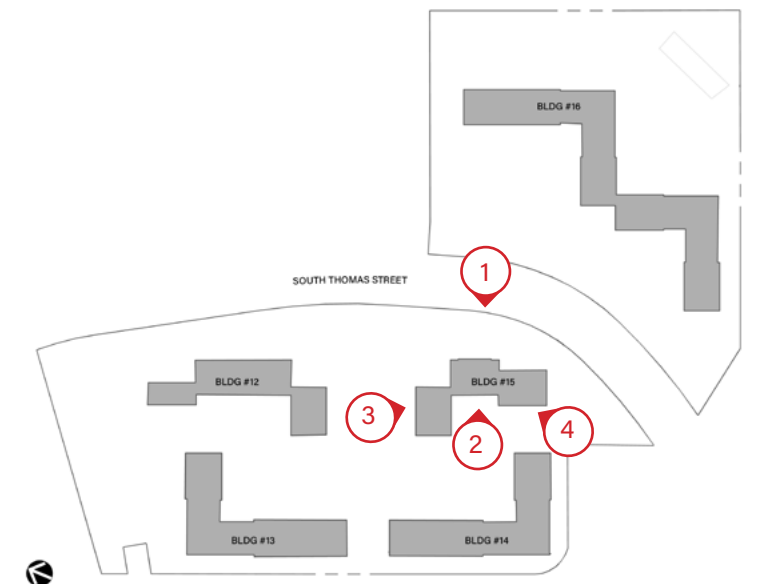 BLDG #16
1
SOUTH THOMAS STREET
BLDG #12
BLDG #15
3
2
4
BLDG #13
BLDG #14